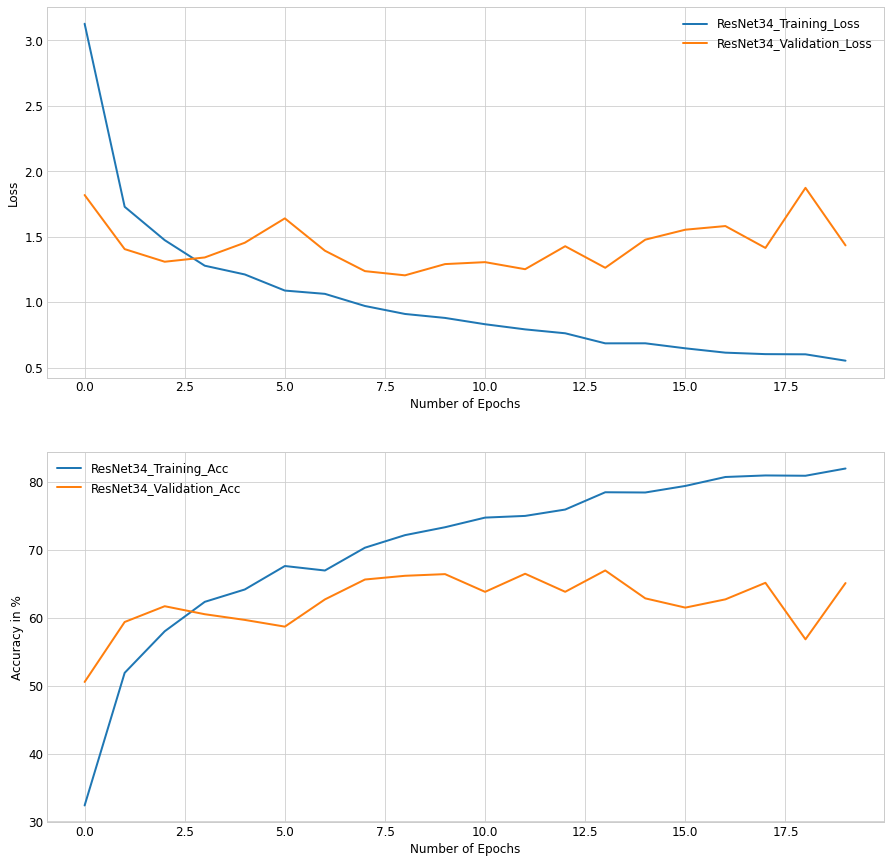 ResNet34_Training_Loss
ResNet34_Validation_Loss
3.0
2.5
2.0
1.5
1.0
0.5
Loss
0.0 2.5 5.0 7.5 10.0 12.5 15.0 17.5
Number of Epochs
ResNet34_Training_Acc
ResNet34_Validation_Acc
80
70
60
50
40
30
Accuracy in %
0.0 2.5 5.0 7.5 10.0 12.5 15.0 17.5
Number of Epochs